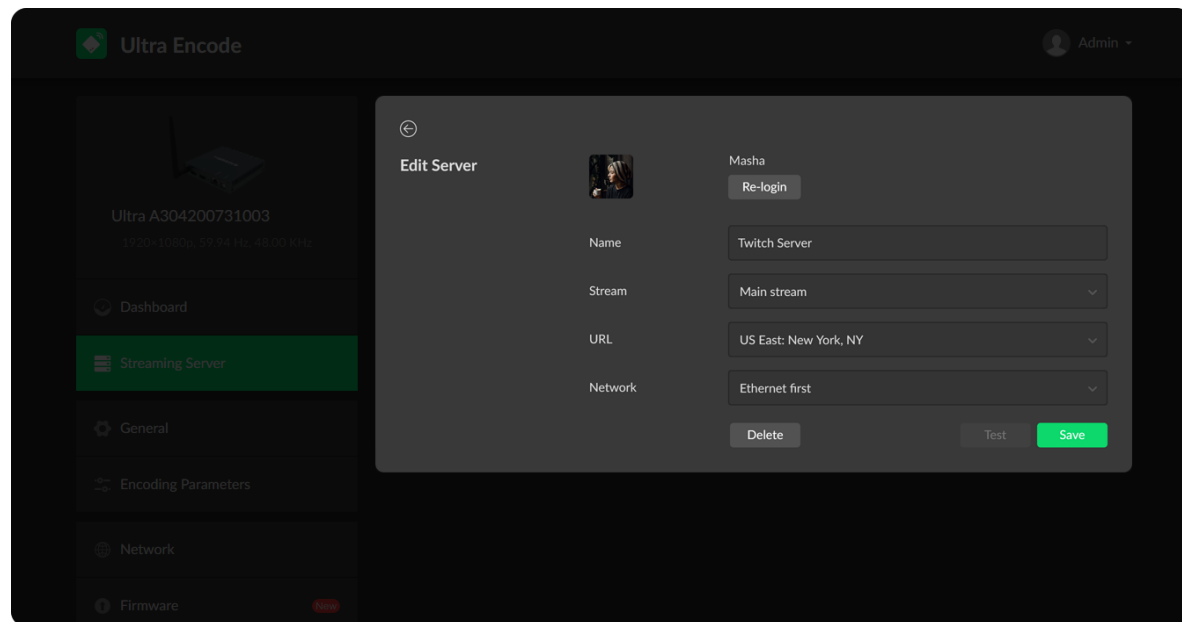 Ultra Encode
Admin
Ultra A304200731003
1920×1080p, 59.94 Hz, 48.00 KHz
Dashboard
Streaming Server
General
Encoding Parameters
Network
Firmware
New
Edit Server
Masha
Re-login
Name
Twitch Server
Stream
Main stream
URL
US East: New York, NY
Network
Ethernet first
Delete
Test
Save